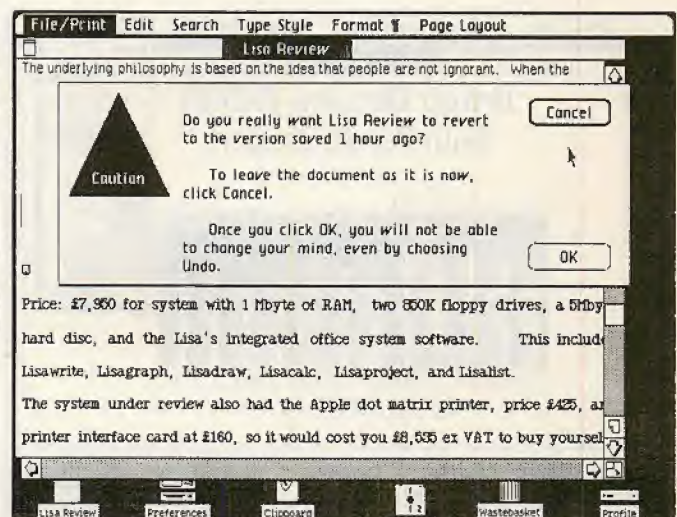 File/Print Edit Search Type Style Format ¶ Page Layout
Lisa Review
The underlying philosophy is based on the idea that people are not ignorant. When the
Caution
Do you really want Lisa Review to revert
to the version saved 1 hour ago?
To leave the document as it is now,
click Cancel.
Once you click OK, you will not be able
to change your mind, even by choosing
Undo.
Cancel
OK
Price: £7,950 for system with 1 Mbyte of RAM, two 850K floppy drives, a 5Mby
hard disc, and the Lisa's integrated office system software. This include
Lisawrite, Lisagraph, Lisadraw, Lisacalc, Lisaproject, and Lisalist.
The system under review also had the Apple dot matrix printer, price £425, an
printer interface card at £160, so it would cost you £8,535 ex VAT to buy yoursel
Lisa Review Preferences Clipboard Wastebasket Profile